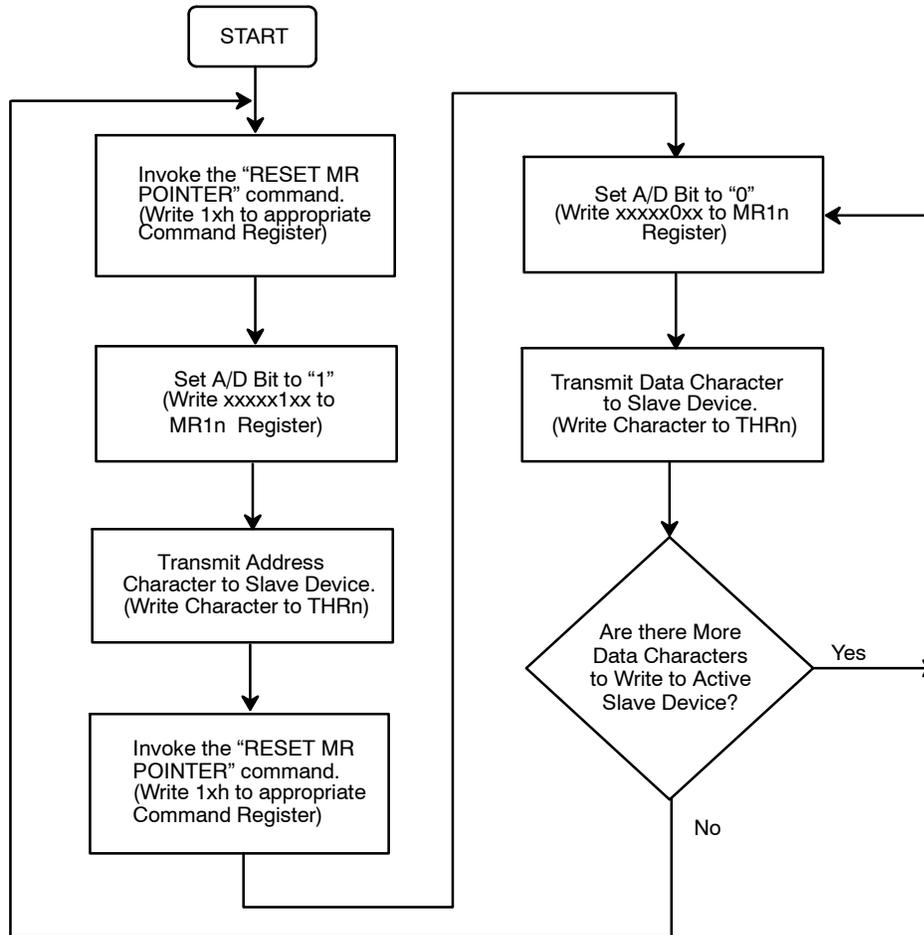 START
Invoke the “RESET MR
POINTER” command.
(Write 1xh to appropriate
Command Register)
Set A/D Bit to “1”
(Write xxxxx1xx to
MR1n Register)
Transmit Address
Character to Slave Device.
(Write Character to THRn)
Invoke the “RESET MR
POINTER” command.
(Write 1xh to appropriate
Command Register)
Set A/D Bit to “0”
(Write xxxxx0xx to MR1n
Register)
Transmit Data Character
to Slave Device.
(Write Character to THRn)
Are there More
Data Characters
to Write to Active
Slave Device?
Yes
No